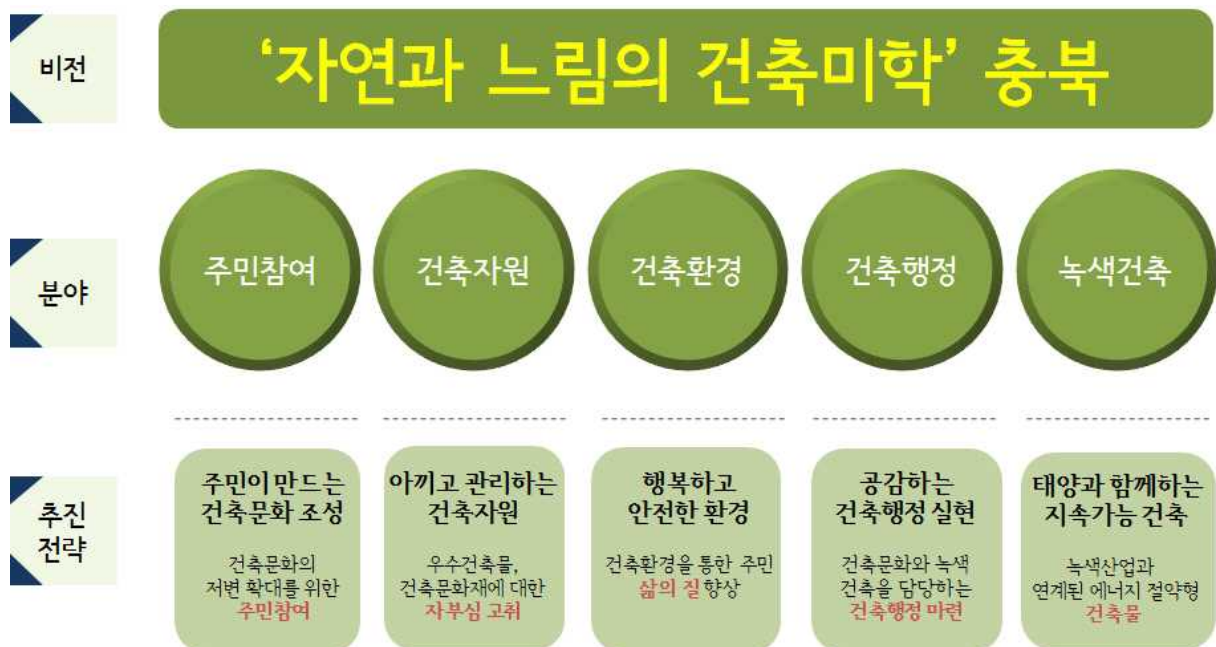 비전
‘자연과 느림의 건축미학’ 충북
분야
주민참여
건축자원
건축환경
건축행정
녹색건축
추진
전략
주민이 만드는
건축문화 조성
건축문화의
저변 확대를 위한
주민참여
아끼고 관리하는
건축자원
우수건축물,
건축문화재에 대한
자부심 고취
행복하고
안전한 환경
건축환경을 통한 주민
삶의 질 향상
공감하는
건축행정 실현
건축문화와 녹색
건축을 담당하는
건축행정 마련
태양과 함께하는
지속가능 건축
녹색산업과
연계된 에너지 절약형
건축물